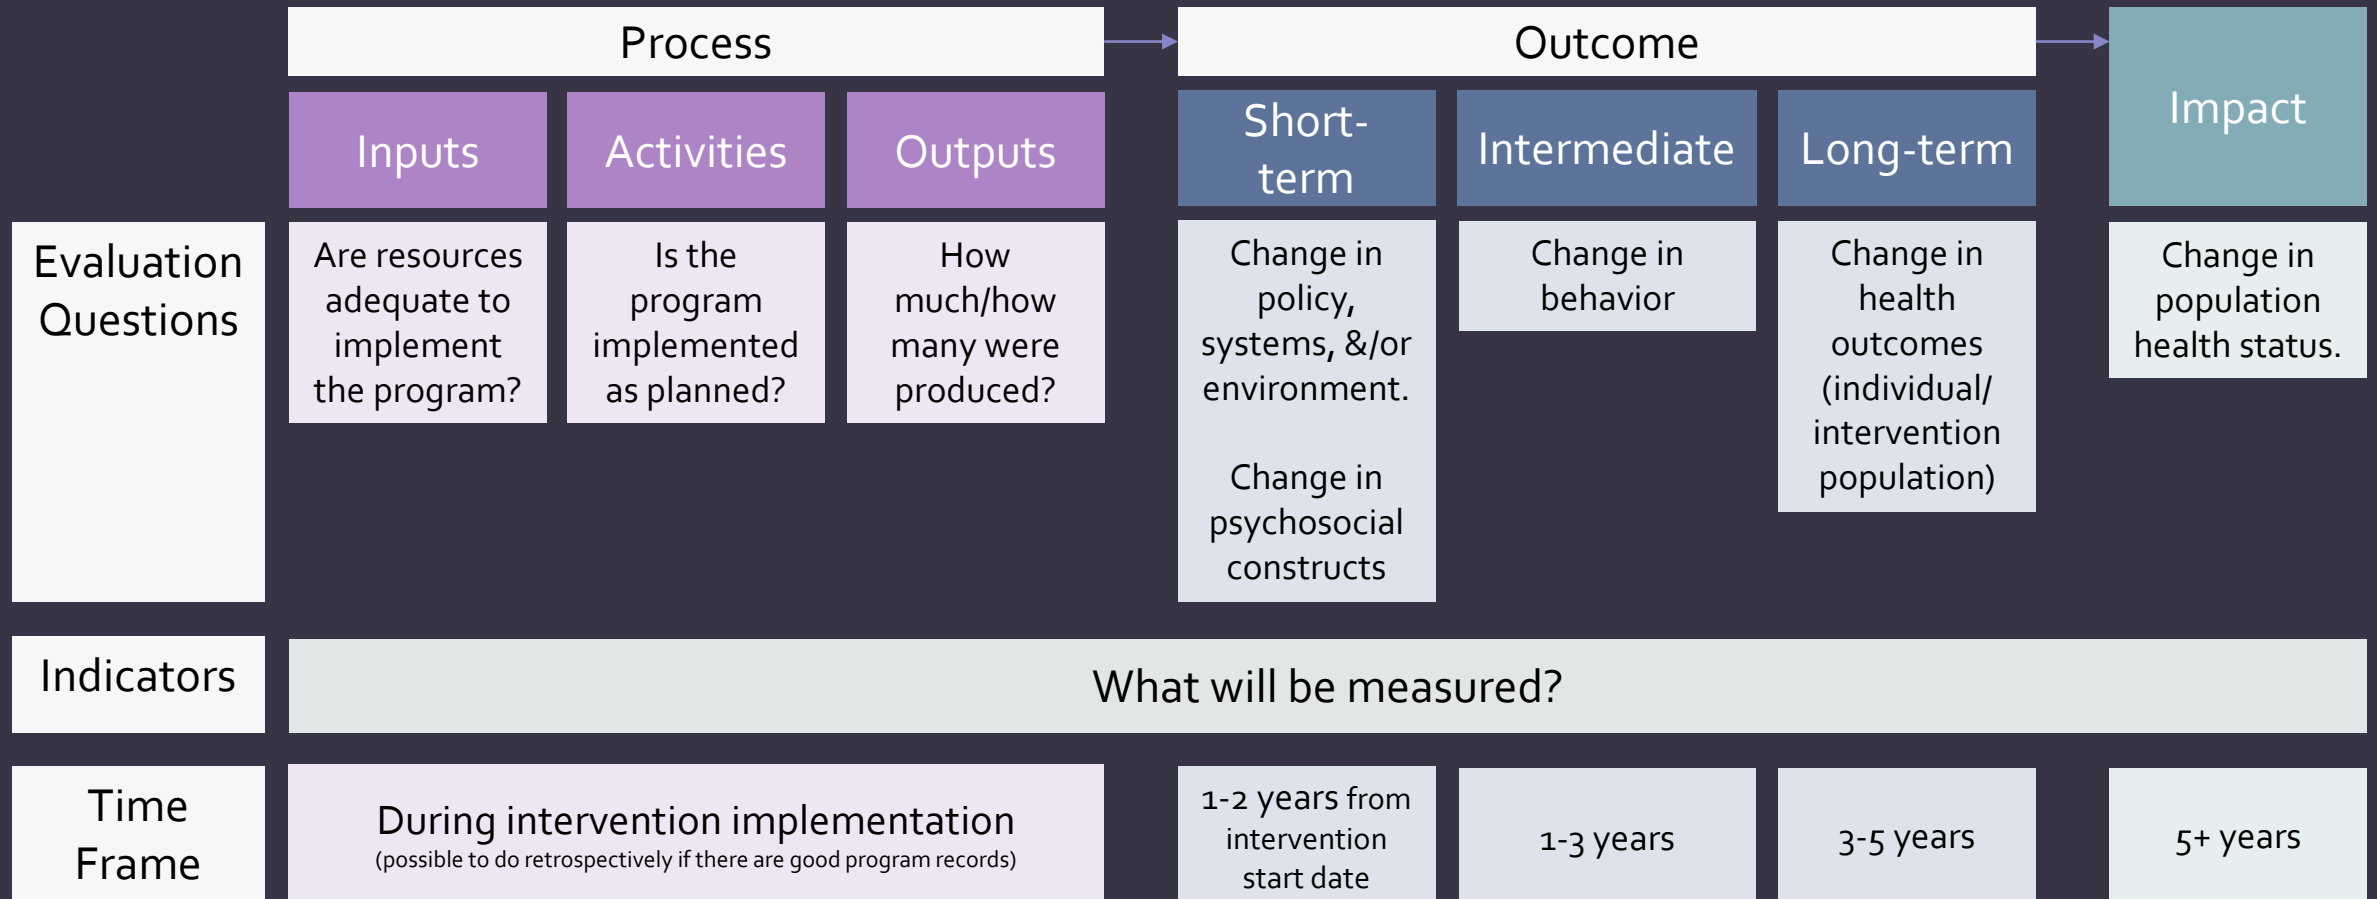 Process
Outcome
Impact
Inputs
Activities
Outputs
Short-
term
Intermediate
Long-term
Evaluation
Questions
Are resources
adequate to
implement
the program?
Is the
program
implemented
as planned?
How
much/how
many were
produced?
Change in
policy,
systems, &/or
environment.
Change in
psychosocial
constructs
Change in
behavior
Change in
health
outcomes
(individual/
intervention
population)
Change in
population
health status.
Indicators
What will be measured?
Time
Frame
During intervention implementation
(possible to do retrospectively if there are good program records)
1-2 years from
intervention
start date
1-3 years
3-5 years
5+ years